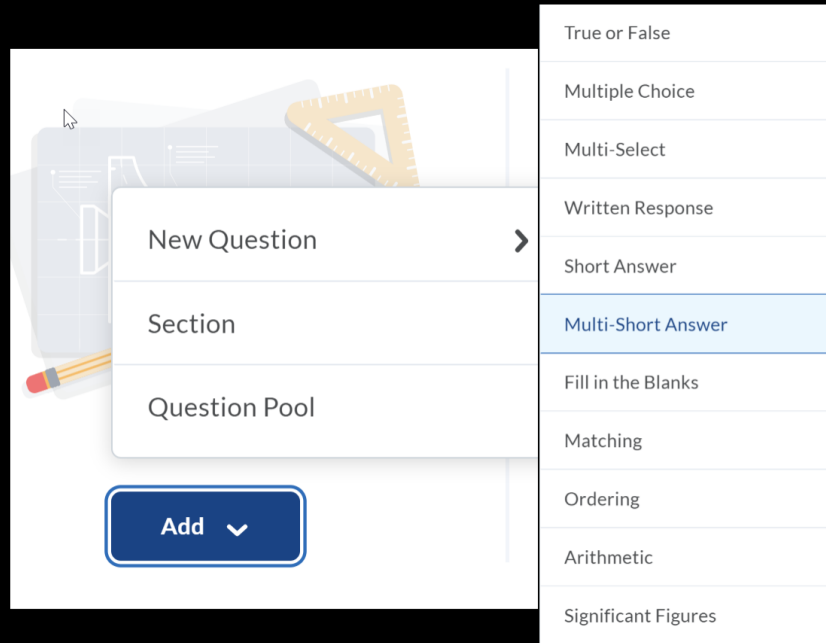 New Question
Section
Question Pool
Add
True or False
Multiple Choice
Multi-Select
Written Response
Short Answer
Multi-Short Answer
Fill in the Blanks
Matching
Ordering
Arithmetic
Significant Figures